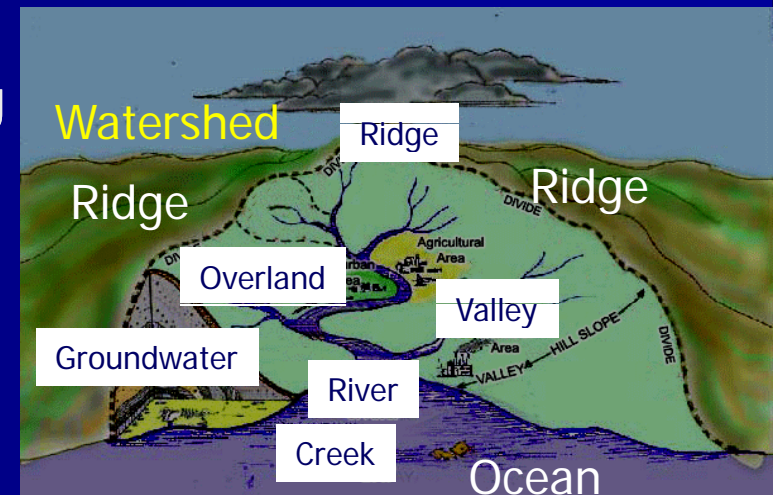 Watershed
Ridge
Ridge
Ridge
DIVIDE
Agricultural
Area
Overland
Valley
HILL SLOPE
DIVIDE
Area
VALLEY
Groundwater
River
Creek
Ocean